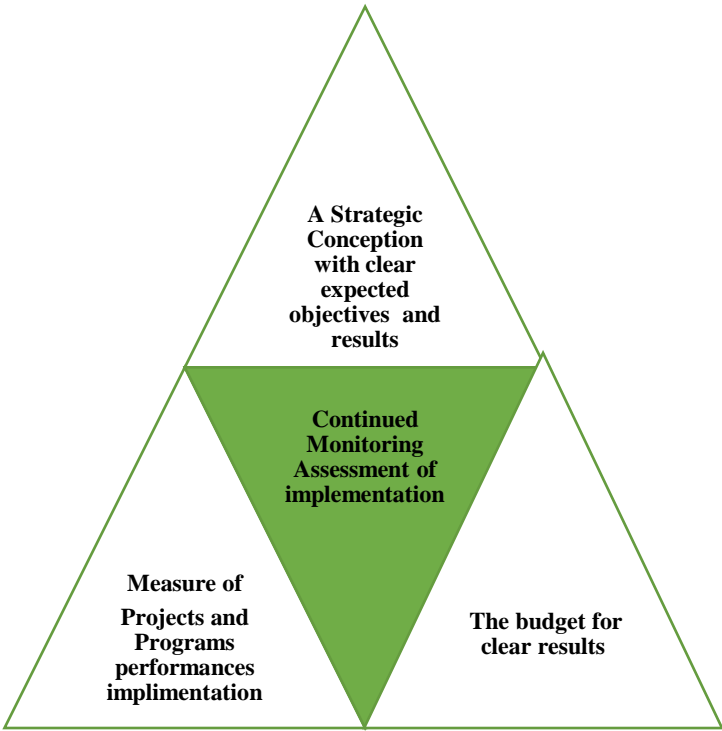 A Strategic
Conception
with clear
expected
objectives and
results
Continued
Monitoring
Assessment of
implementation
Measure of
Projects and
Programs
performances
implimentation
The budget for
clear results